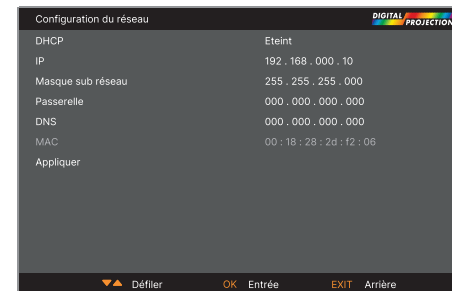 Configuration du réseau
DIGITAL PROJECTION
DHCP Eteint
IP 192 . 168 . 000 . 10
Masque sub réseau 255 . 255 . 255 . 000
Passerelle 000 . 000 . 000 . 000
DNS 000 . 000 . 000 . 000
MAC 00 : 18 : 28 : 2d : f2 : 06
Appliquer
Défiler OK Entrée EXIT Arrière